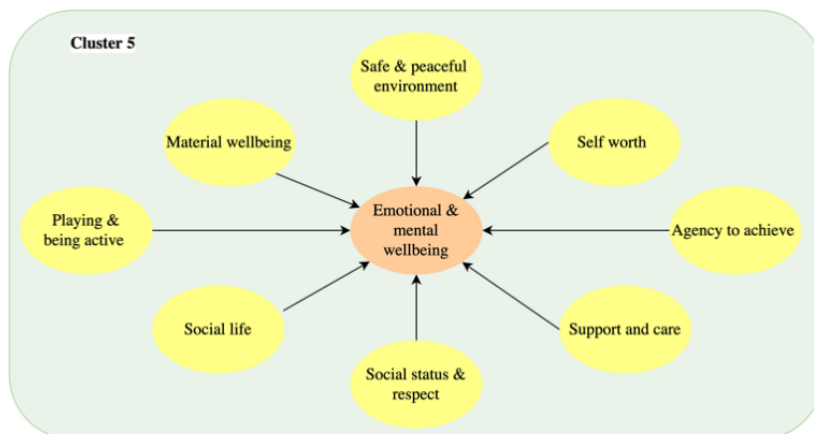 Cluster 5
Safe & peaceful
environment
Material wellbeing
Self worth
Playing &
being active
Emotional &
mental
wellbeing
Agency to achieve
Social life
Support and care
Social status &
respect